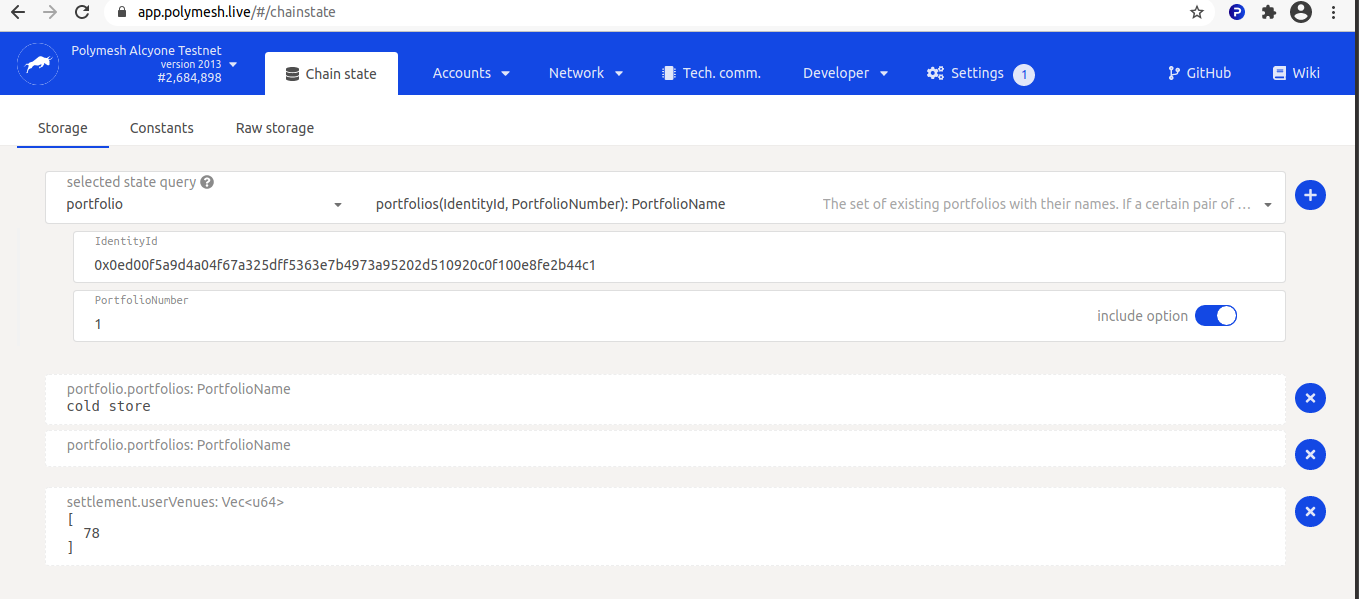 app.polymesh.live/#/chainstate
Polymesh Alcyone Testnet
version 2013
#2,684,898
Chain state
Accounts
Network
Tech. comm.
Developer
Settings 1
GitHub
Wiki
Storage Constants Raw storage
selected state query ?
portfolio portfolios(IdentityId, PortfolioNumber): PortfolioName The set of existing portfolios with their names. If a certain pair of ...
IdentityId
0x0ed00f5a9d4a04f67a325dff5363e7b4973a95202d510920c0f100e8fe2b44c1
PortfolioNumber
1 include option
portfolio.portfolios: PortfolioName
cold store
portfolio.portfolios: PortfolioName
settlement.userVenues: Vec<u64>
[
78
]